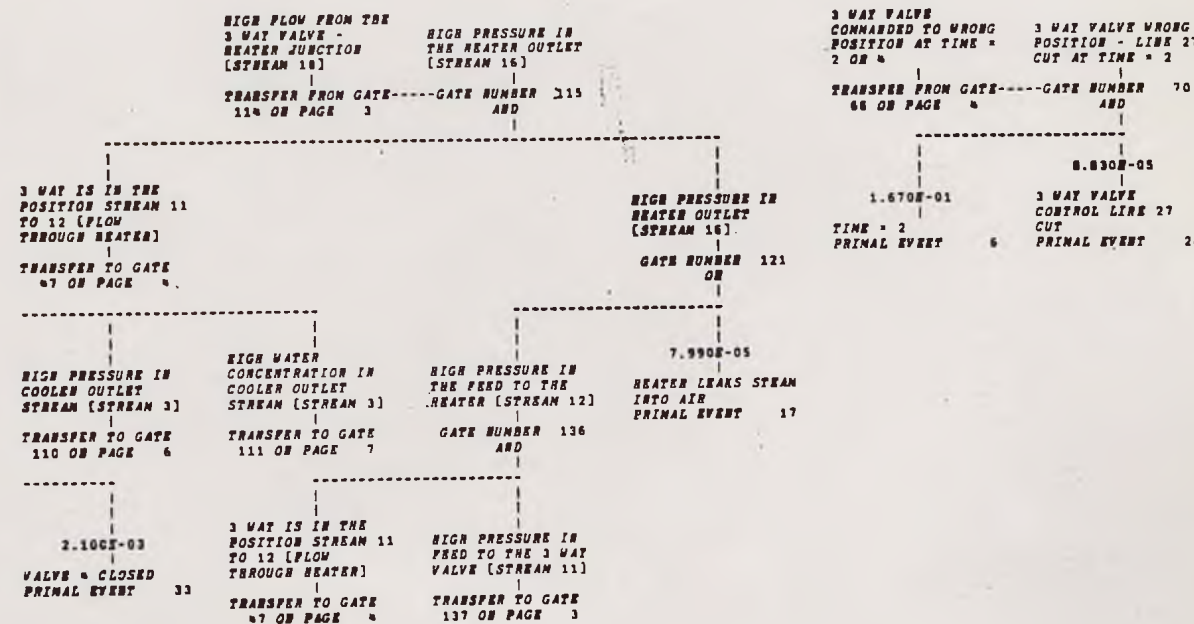 HIGH FLOW FROM THE
3 WAY VALVE -
HEATER JUNCTION
[STREAM 18]
TRANSFER FROM GATE-----GATE NUMBER 115
114 ON PAGE 3
HIGH PRESSURE IN
THE HEATER OUTLET
[STREAM 16]
AND
3 WAY VALVE
COMMANDED TO WRONG
POSITION AT TIME =
2 OR 4
TRANSFER FROM GATE-----GATE NUMBER 70
66 ON PAGE 4
3 WAY VALVE WRONG
POSITION - LINE 27
CUT AT TIME = 2
AND
3 WAY IS IN THE
POSITION STREAM 11
TO 12 [FLOW
THROUGH HEATER]
TRANSFER TO GATE
47 ON PAGE 4
HIGH PRESSURE IN
HEATER OUTLET
[STREAM 16]
GATE NUMBER 121
OR
1.670E-01
TIME = 2
PRIMAL EVENT 6
8.830E-05
3 WAY VALVE
CONTROL LINE 27
CUT
PRIMAL EVENT
HIGH PRESSURE IN
COOLER OUTLET
STREAM [STREAM 3]
TRANSFER TO GATE
110 ON PAGE 6
HIGH WATER
CONCENTRATION IN
COOLER OUTLET
STREAM [STREAM 3]
TRANSFER TO GATE
111 ON PAGE 7
HIGH PRESSURE IN
THE FEED TO THE
HEATER [STREAM 12]
GATE NUMBER 136
AND
7.990E-05
HEATER LEAKS STEAM
INTO AIR
PRIMAL EVENT 17
2.100E-03
VALVE 4 CLOSED
PRIMAL EVENT 33
3 WAY IS IN THE
POSITION STREAM 11
TO 12 [FLOW
THROUGH HEATER]
TRANSFER TO GATE
47 ON PAGE 4
HIGH PRESSURE IN
FEED TO THE 3 WAY
VALVE [STREAM 11]
TRANSFER TO GATE
137 ON PAGE 3